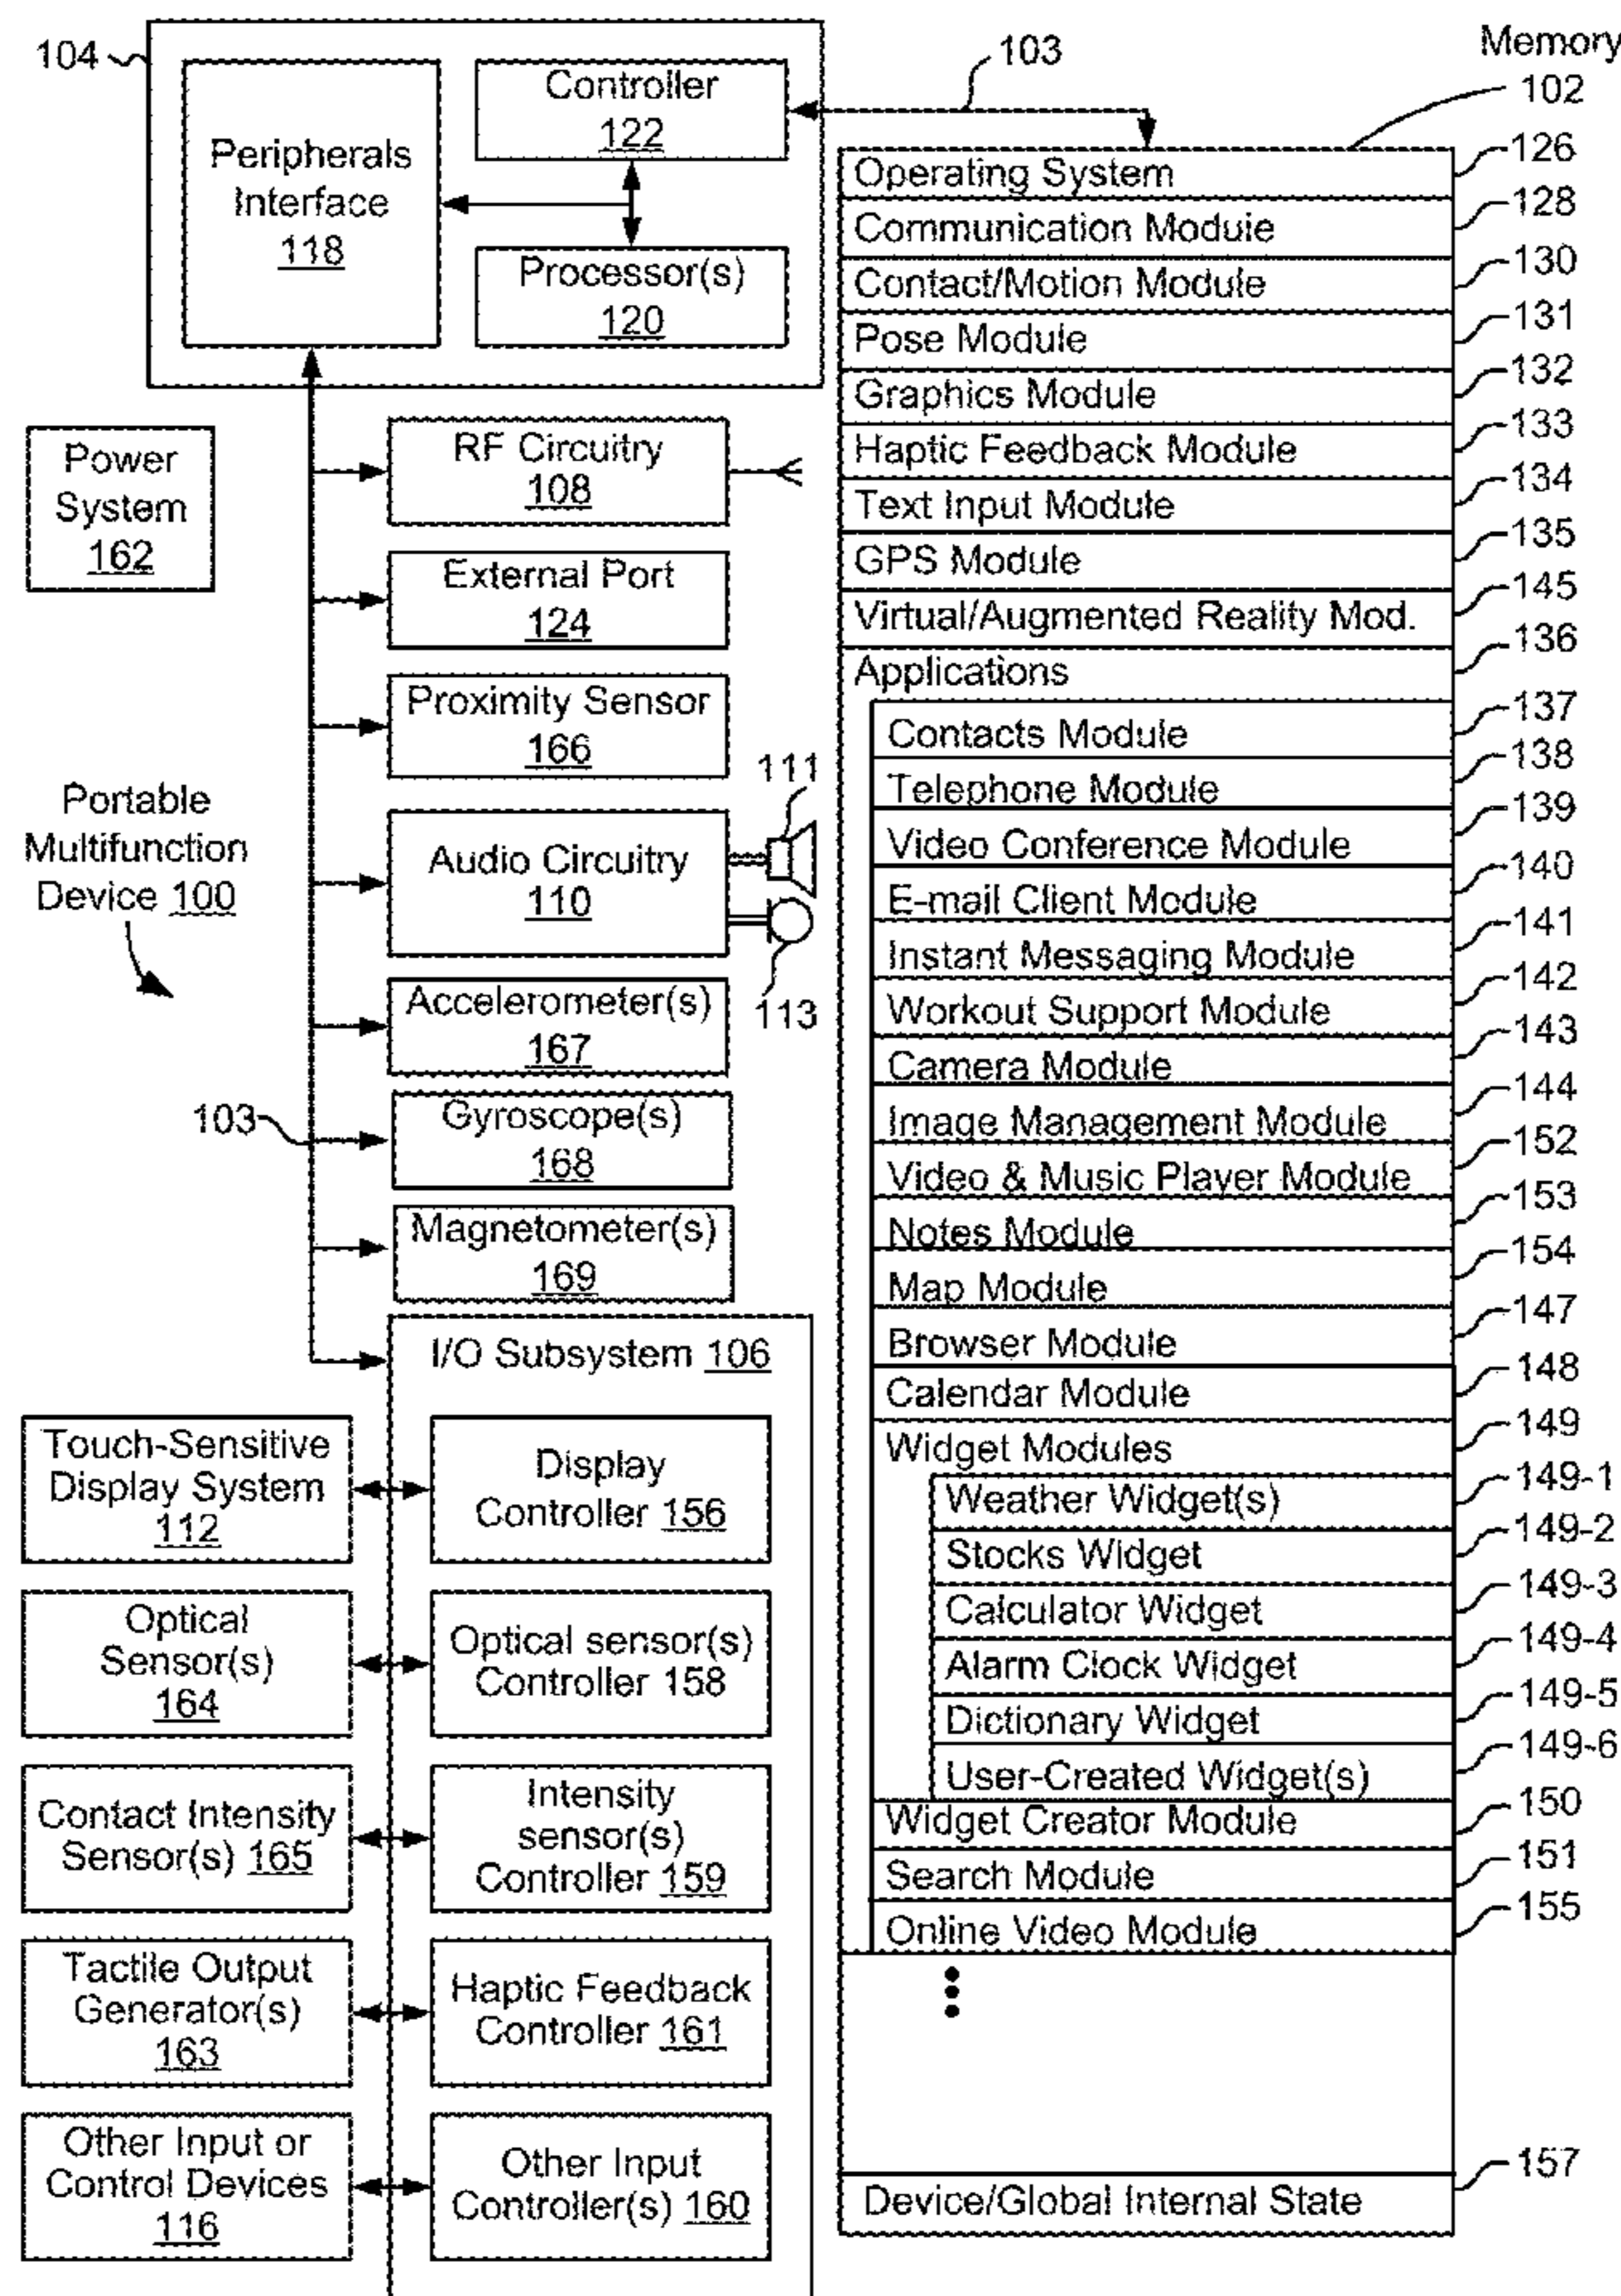 104
Peripherals
Interface
118
Controller
122
Processor(s)
120
103
Memory
102
Power
System
162
RF Circuitry
108
External Port
124
Proximity Sensor
166
Portable
Multifunction
Device 100
Audio Circuitry
110
111
113
Accelerometer(s)
167
103
Gyroscope(s)
168
Magnetometer(s)
169
I/O Subsystem 106
Touch-Sensitive
Display System
112
Display
Controller 156
Optical
Sensor(s)
164
Optical sensor(s)
Controller 158
Contact Intensity
Sensor(s) 165
Intensity
sensor(s)
Controller 159
Tactile Output
Generator(s)
163
Haptic Feedback
Controller 161
Other Input or
Control Devices
116
Other Input
Controller(s) 160
Operating System 126
Communication Module 128
Contact/Motion Module 130
Pose Module 131
Graphics Module 132
Haptic Feedback Module 133
Text Input Module 134
GPS Module 135
Virtual/Augmented Reality Mod. 145
Applications 136
Contacts Module 137
Telephone Module 138
Video Conference Module 139
E-mail Client Module 140
Instant Messaging Module 141
Workout Support Module 142
Camera Module 143
Image Management Module 144
Video & Music Player Module 152
Notes Module 153
Map Module 154
Browser Module 147
Calendar Module 148
Widget Modules 149
Weather Widget(s) 149-1
Stocks Widget 149-2
Calculator Widget 149-3
Alarm Clock Widget 149-4
Dictionary Widget 149-5
User-Created Widget(s) 149-6
Widget Creator Module 150
Search Module 151
Online Video Module 155
Device/Global Internal State 157